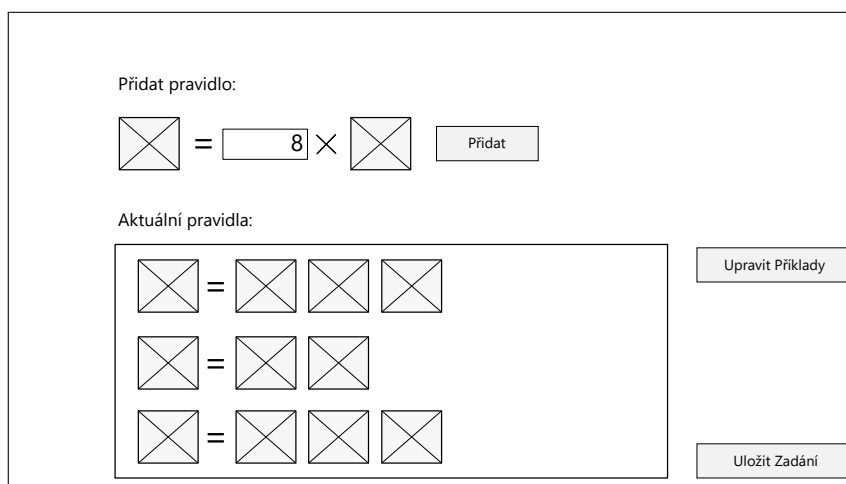 Přidat pravidlo:
= 8 × Přidat
Aktuální pravidla:
=
Upravit Příklady
=
=
Uložit Zadání